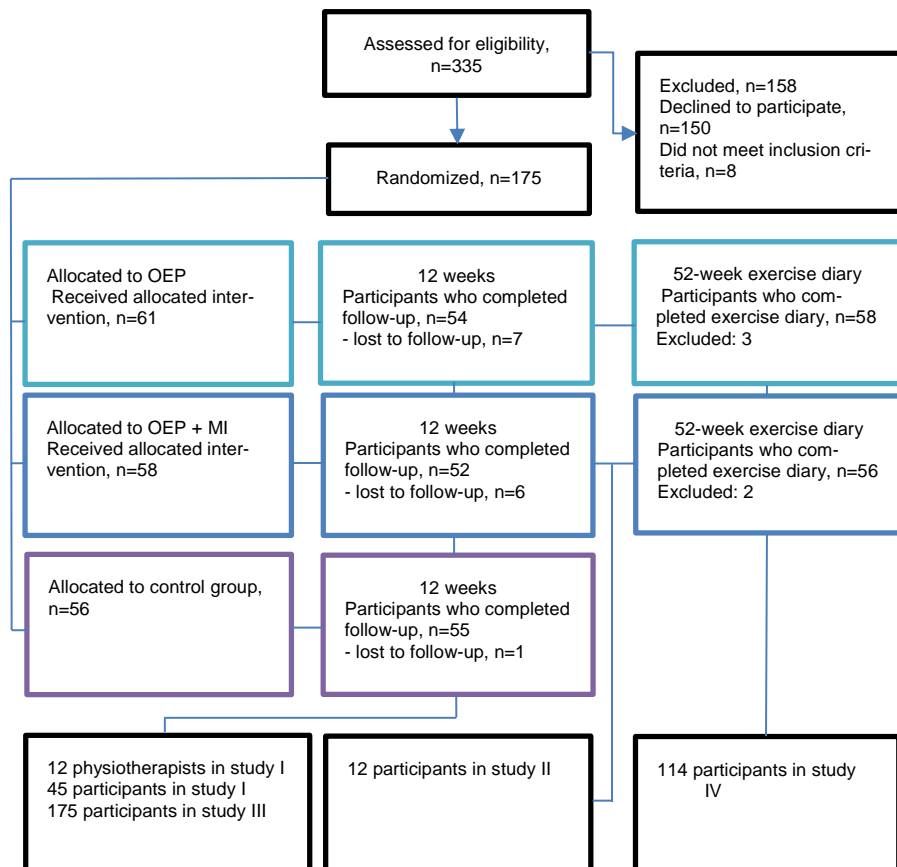 Assessed for eligibility,
n=335
Excluded, n=158
Declined to participate,
n=150
Did not meet inclusion cri-
teria, n=8
Randomized, n=175
Allocated to OEP
Received allocated inter-
vention, n=61
12 weeks
Participants who completed
follow-up, n=54
- lost to follow-up, n=7
52-week exercise diary
Participants who com-
pleted exercise diary, n=58
Excluded: 3
Allocated to OEP + MI
Received allocated inter-
vention, n=58
12 weeks
Participants who completed
follow-up, n=52
- lost to follow-up, n=6
52-week exercise diary
Participants who com-
pleted exercise diary, n=56
Excluded: 2
Allocated to control group,
n=56
12 weeks
Participants who completed
follow-up, n=55
- lost to follow-up, n=1
12 physiotherapists in study I
45 participants in study I
175 participants in study III
12 participants in study II
114 participants in study
IV